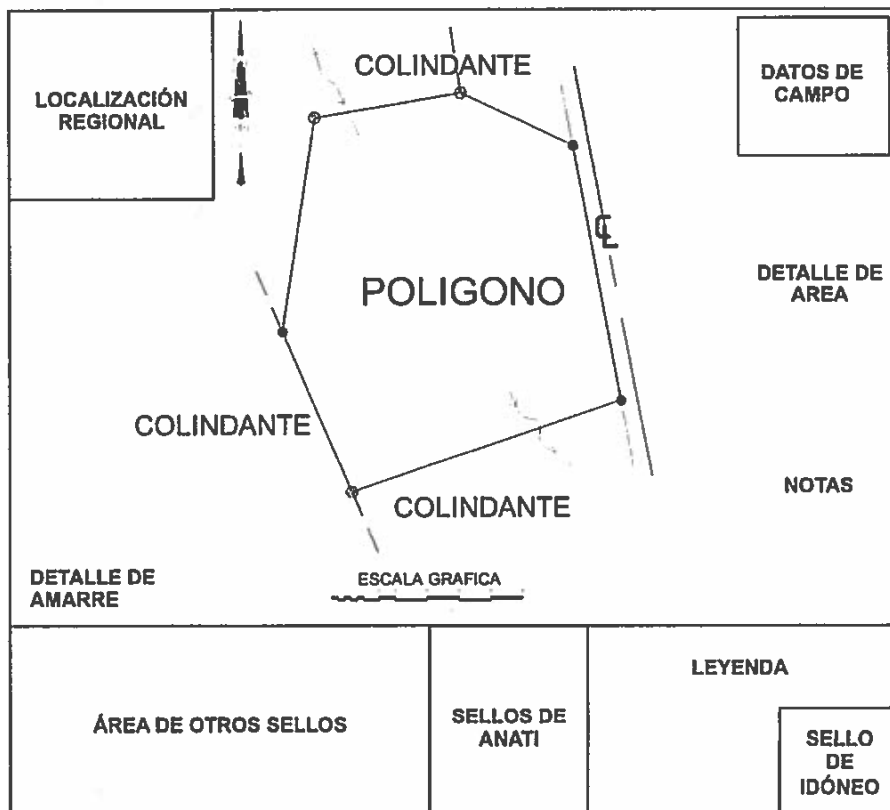 LOCALIZACIÓN
REGIONAL
COLINDANTE
DATOS DE
CAMPO
℄
POLIGONO
DETALLE DE
AREA
COLINDANTE
COLINDANTE
NOTAS
DETALLE DE
AMARRE
ESCALA GRAFICA
ÁREA DE OTROS SELLOS
SELLOS DE
ANATI
LEYENDA
SELLO
DE
IDÓNEO